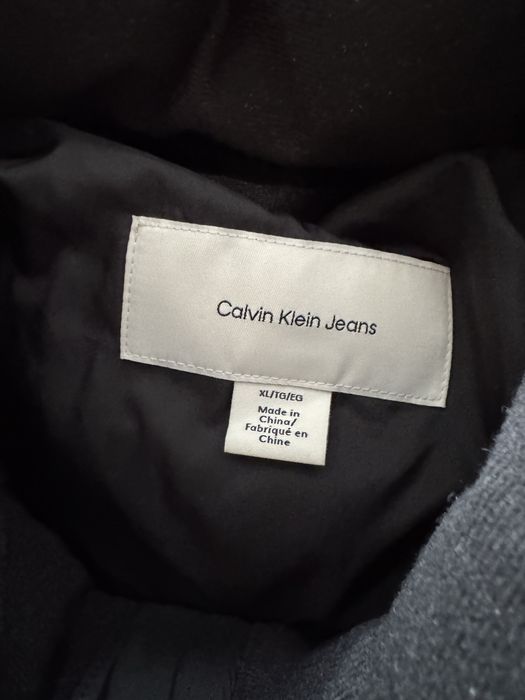 Calvin Klein Jeans
XL/TG/EG
Made in
China/
Fabriqué en
Chine